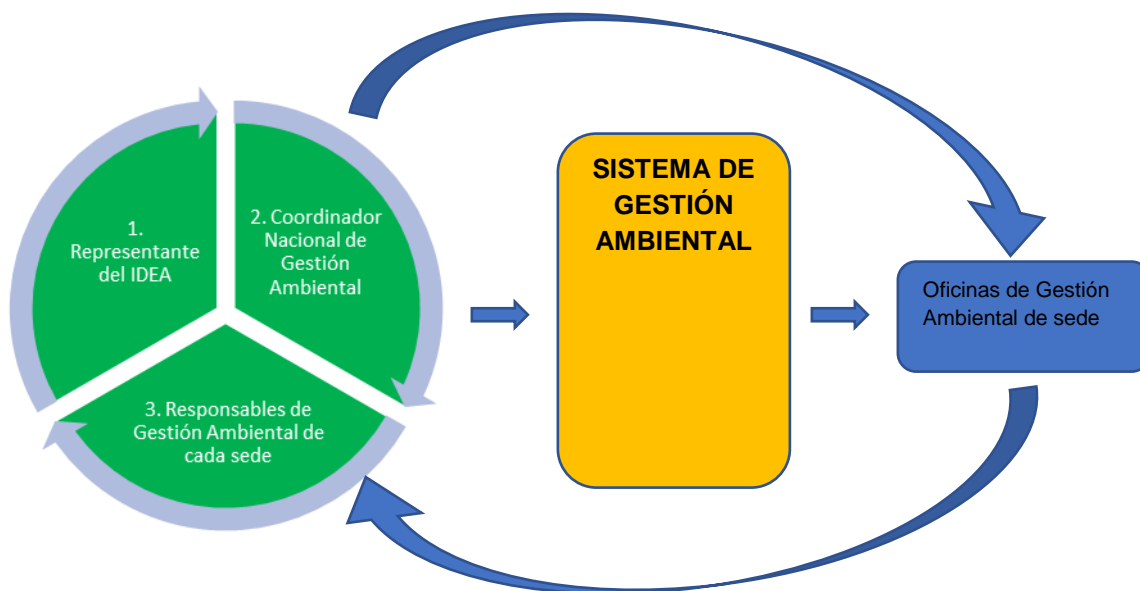 1.
Representante
del IDEA
2. Coordinador
Nacional de
Gestión
Ambiental
3. Responsables de
Gestión Ambiental de
cada sede
SISTEMA DE
GESTIÓN
AMBIENTAL
Oficinas de Gestión
Ambiental de sede